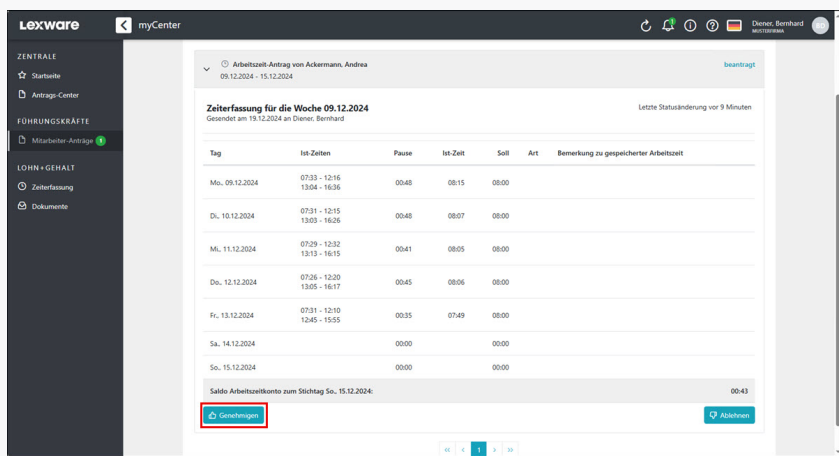 Lexware myCenter Diener, Bernhard
MUSTERFIRMA
BD
ZENTRALE
Startseite
Antrags-Center
FÜHRUNGSKRÄFTE
Mitarbeiter-Anträge 1
LOHN+GEHALT
Zeiterfassung
Dokumente
Arbeitszeit-Antrag von Ackermann, Andrea beantragt
09.12.2024 - 15.12.2024
Zeiterfassung für die Woche 09.12.2024 Letzte Statusänderung vor 9 Minuten
Gesendet am 19.12.2024 an Diener, Bernhard
Tag Ist-Zeiten Pause Ist-Zeit Soll Art Bemerkung zu gespeicherter Arbeitszeit
Mo., 09.12.2024 07:33 - 12:16 00:48 08:15 08:00
13:04 - 16:36
Di., 10.12.2024 07:31 - 12:15 00:48 08:07 08:00
13:03 - 16:26
Mi., 11.12.2024 07:29 - 12:32 00:41 08:05 08:00
13:13 - 16:15
Do., 12.12.2024 07:26 - 12:20 00:45 08:06 08:00
13:05 - 16:17
Fr., 13.12.2024 07:31 - 12:10 00:35 07:49 08:00
12:45 - 15:55
Sa., 14.12.2024 00:00 00:00
So., 15.12.2024 00:00 00:00
Saldo Arbeitszeitkonto zum Stichtag So., 15.12.2024: 00:43
Genehmigen Ablehnen
« ‹ 1 › »